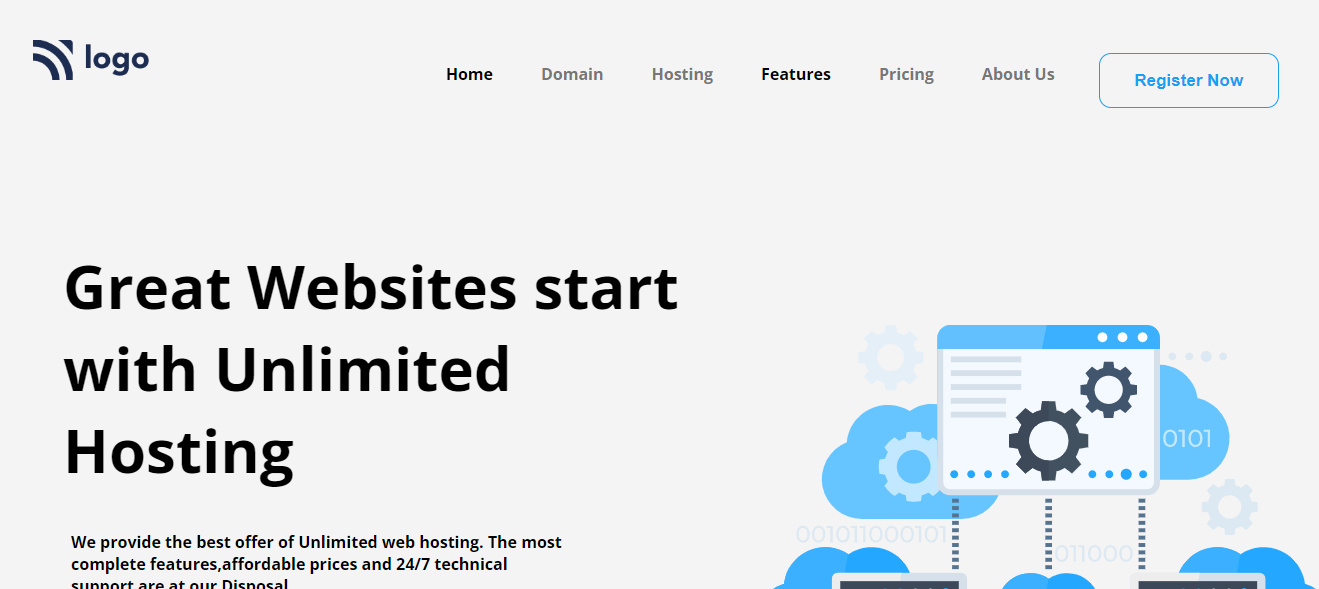 logo
Home Domain Hosting Features Pricing About Us Register Now
Great Websites start
with Unlimited
Hosting
We provide the best offer of Unlimited web hosting. The most
complete features,affordable prices and 24/7 technical
support are at our Disposal
0101
001011000101
011000